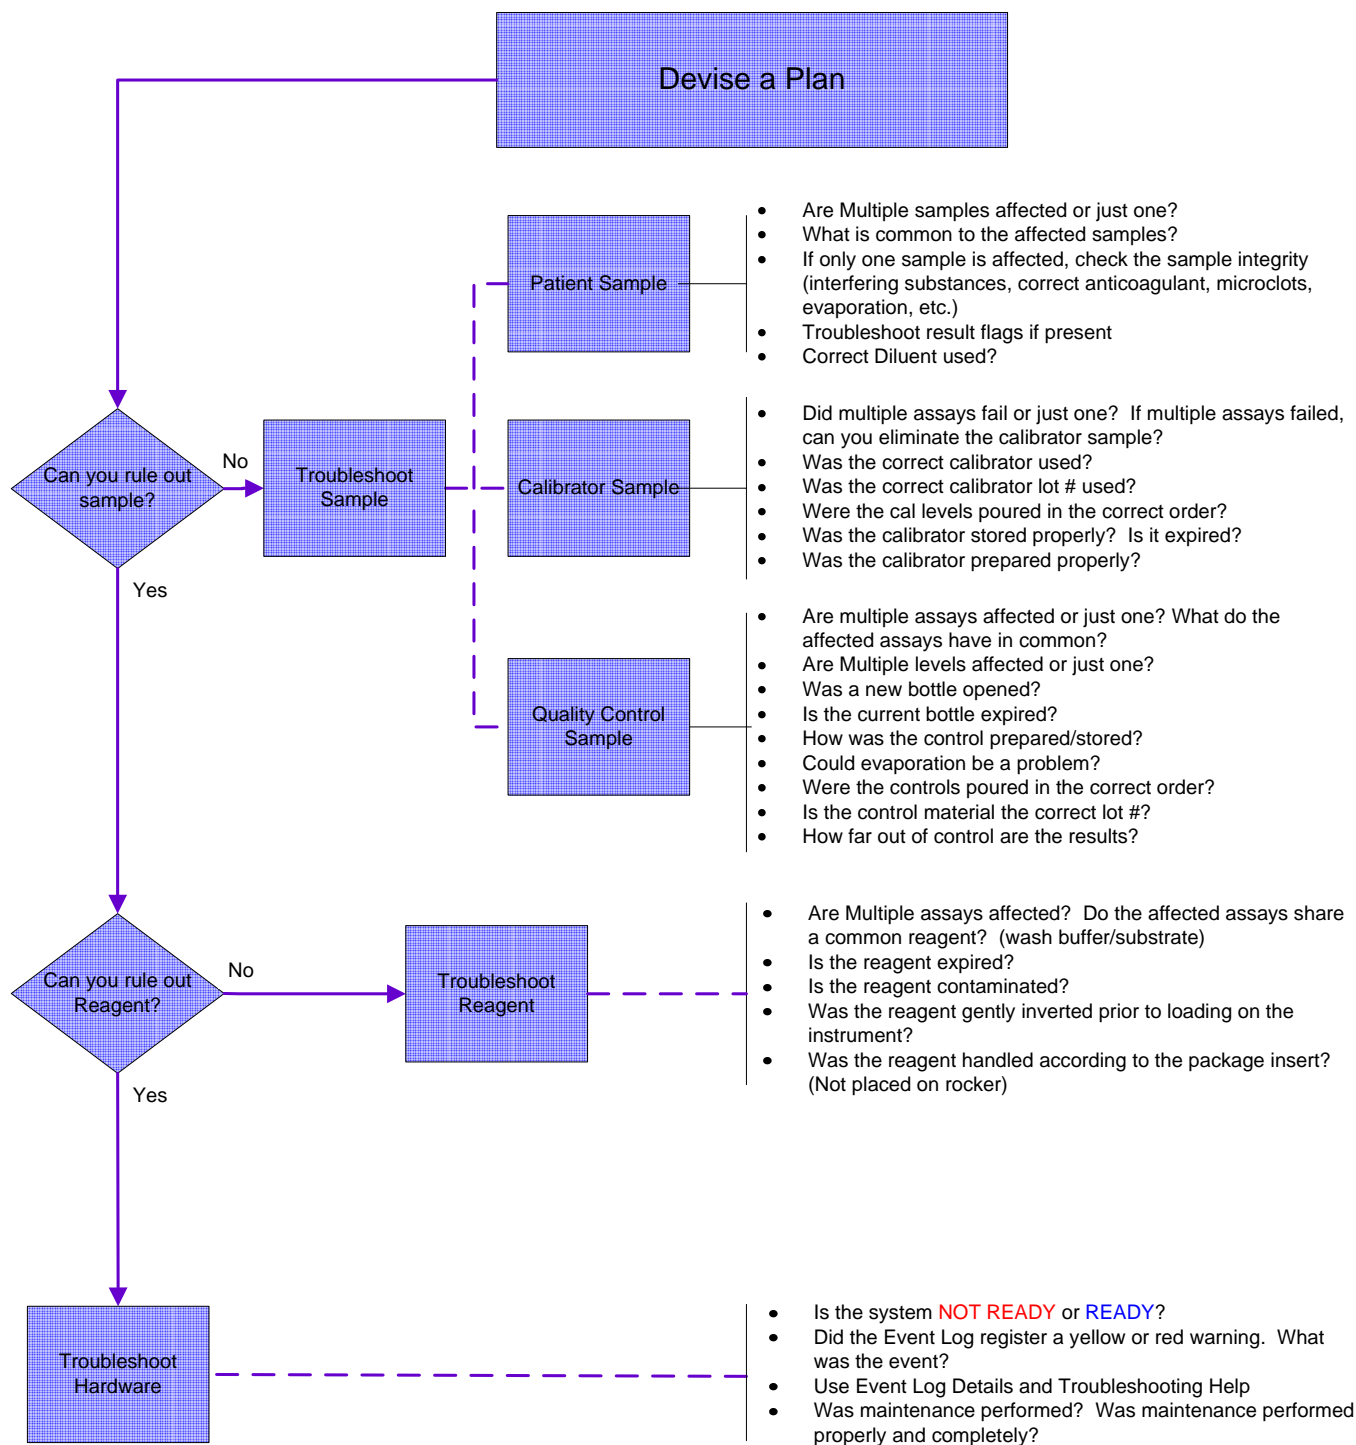 Devise a Plan
Patient Sample
• Are Multiple samples affected or just one?
• What is common to the affected samples?
• If only one sample is affected, check the sample integrity
(interfering substances, correct anticoagulant, microclots,
evaporation, etc.)
• Troubleshoot result flags if present
• Correct Diluent used?
Can you rule out
sample?
No
Yes
Troubleshoot
Sample
Calibrator Sample
• Did multiple assays fail or just one?  If multiple assays failed,
can you eliminate the calibrator sample?
• Was the correct calibrator used?
• Was the correct calibrator lot # used?
• Were the cal levels poured in the correct order?
• Was the calibrator stored properly?  Is it expired?
• Was the calibrator prepared properly?
Quality Control
Sample
• Are multiple assays affected or just one? What do the
affected assays have in common?
• Are Multiple levels affected or just one?
• Was a new bottle opened?
• Is the current bottle expired?
• How was the control prepared/stored?
• Could evaporation be a problem?
• Were the controls poured in the correct order?
• Is the control material the correct lot #?
• How far out of control are the results?
Can you rule out
Reagent?
No
Yes
Troubleshoot
Reagent
• Are Multiple assays affected?  Do the affected assays share
a common reagent?  (wash buffer/substrate)
• Is the reagent expired?
• Is the reagent contaminated?
• Was the reagent gently inverted prior to loading on the
instrument?
• Was the reagent handled according to the package insert?
(Not placed on rocker)
Troubleshoot
Hardware
• Is the system NOT READY or READY?
• Did the Event Log register a yellow or red warning.  What
was the event?
• Use Event Log Details and Troubleshooting Help
• Was maintenance performed?  Was maintenance performed
properly and completely?